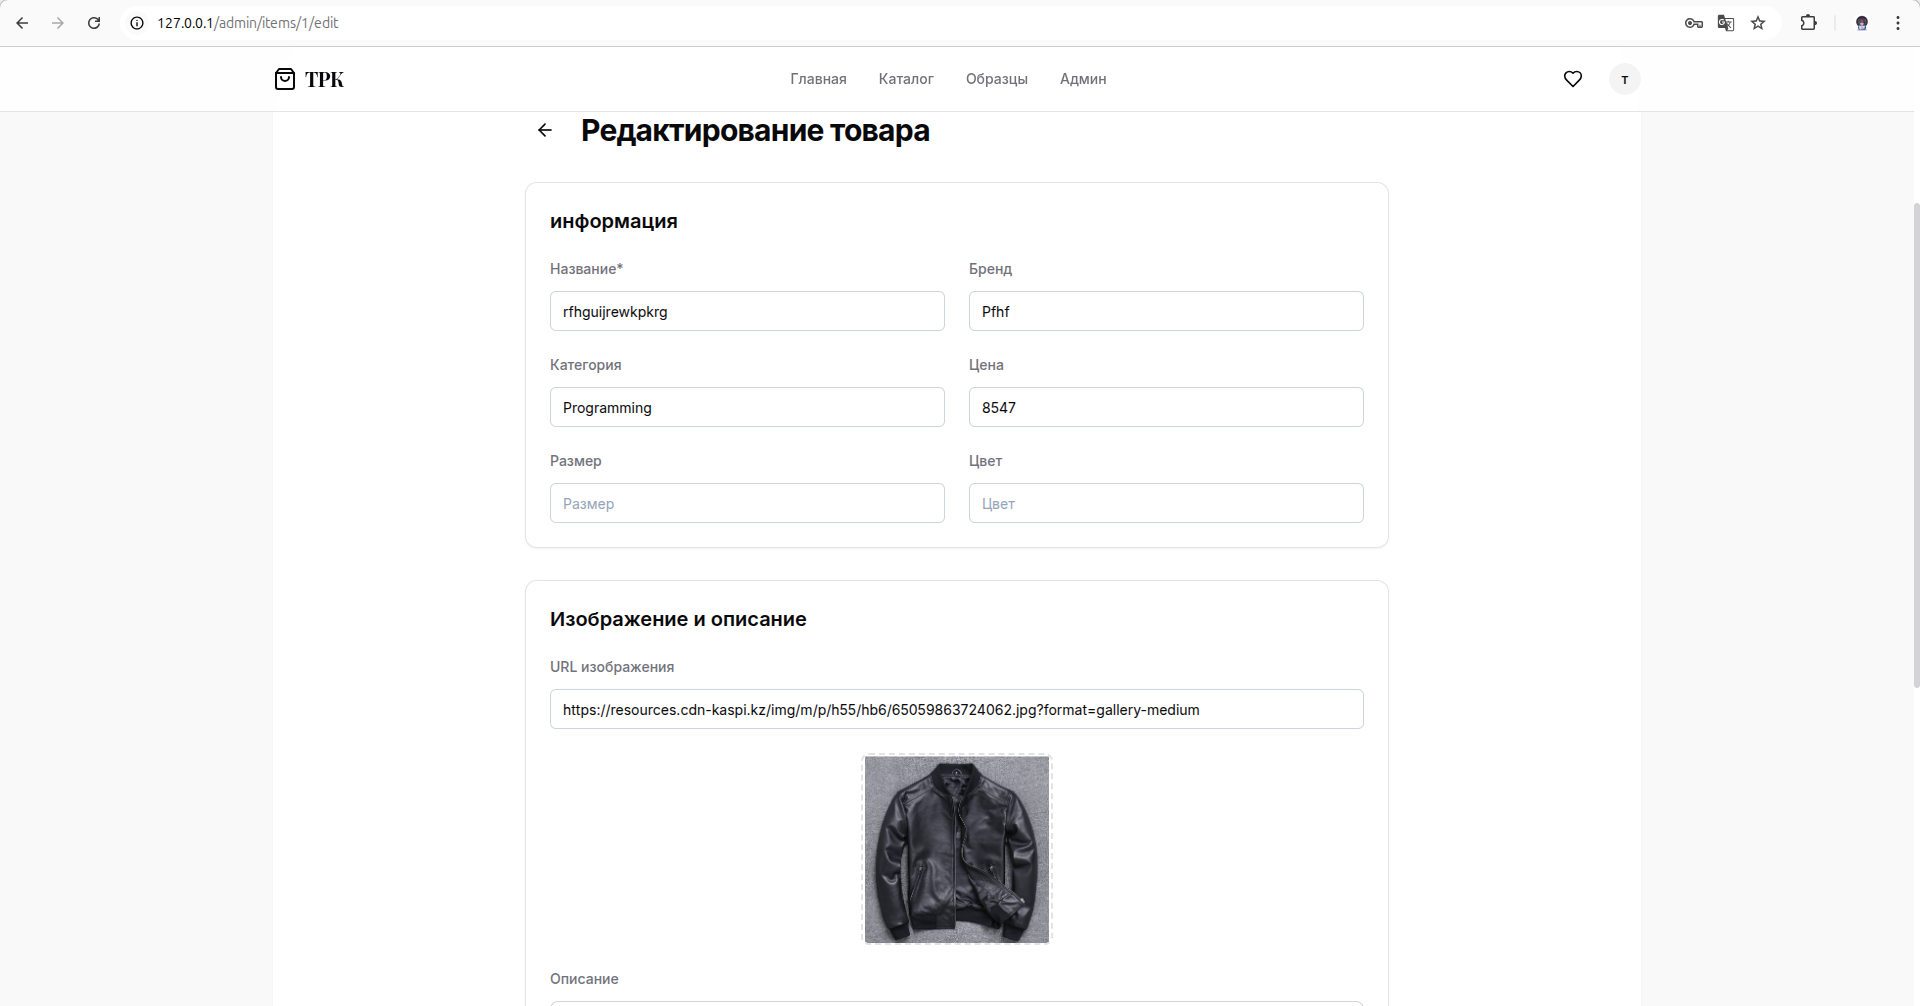 127.0.0.1/admin/items/1/edit
ТРК
Главная Каталог Образцы Админ
T
Редактирование товара
информация
Название* Бренд
rfhguijrewkpkrg Pfhf
Категория Цена
Programming 8547
Размер Цвет
Размер Цвет
Изображение и описание
URL изображения
https://resources.cdn-kaspi.kz/img/m/p/h55/hb6/65059863724062.jpg?format=gallery-medium
Описание